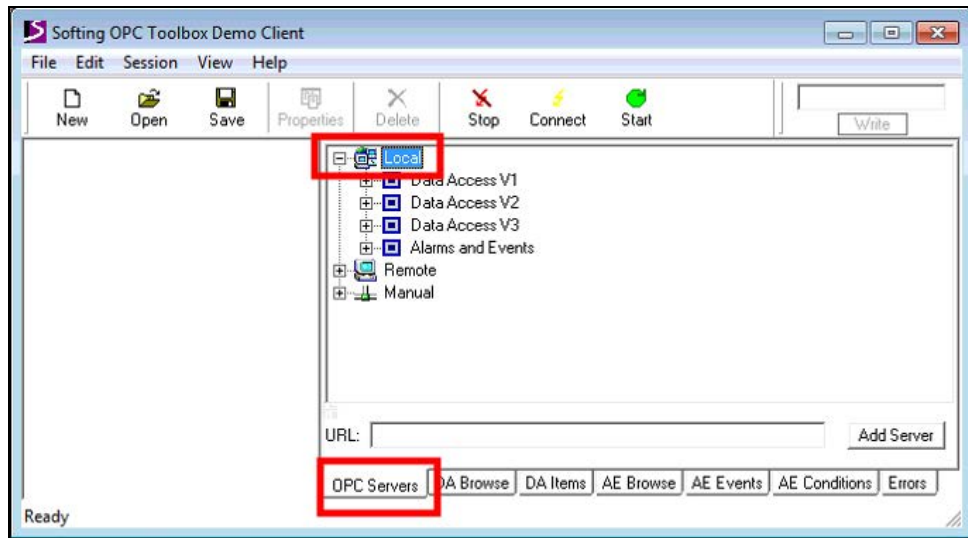 Softing OPC Toolbox Demo Client
File Edit Session View Help
New Open Save Properties Delete Stop Connect Start Write
Local
Data Access V1
Data Access V2
Data Access V3
Alarms and Events
Remote
Manual
URL: Add Server
OPC Servers DA Browse DA Items AE Browse AE Events AE Conditions Errors
Ready